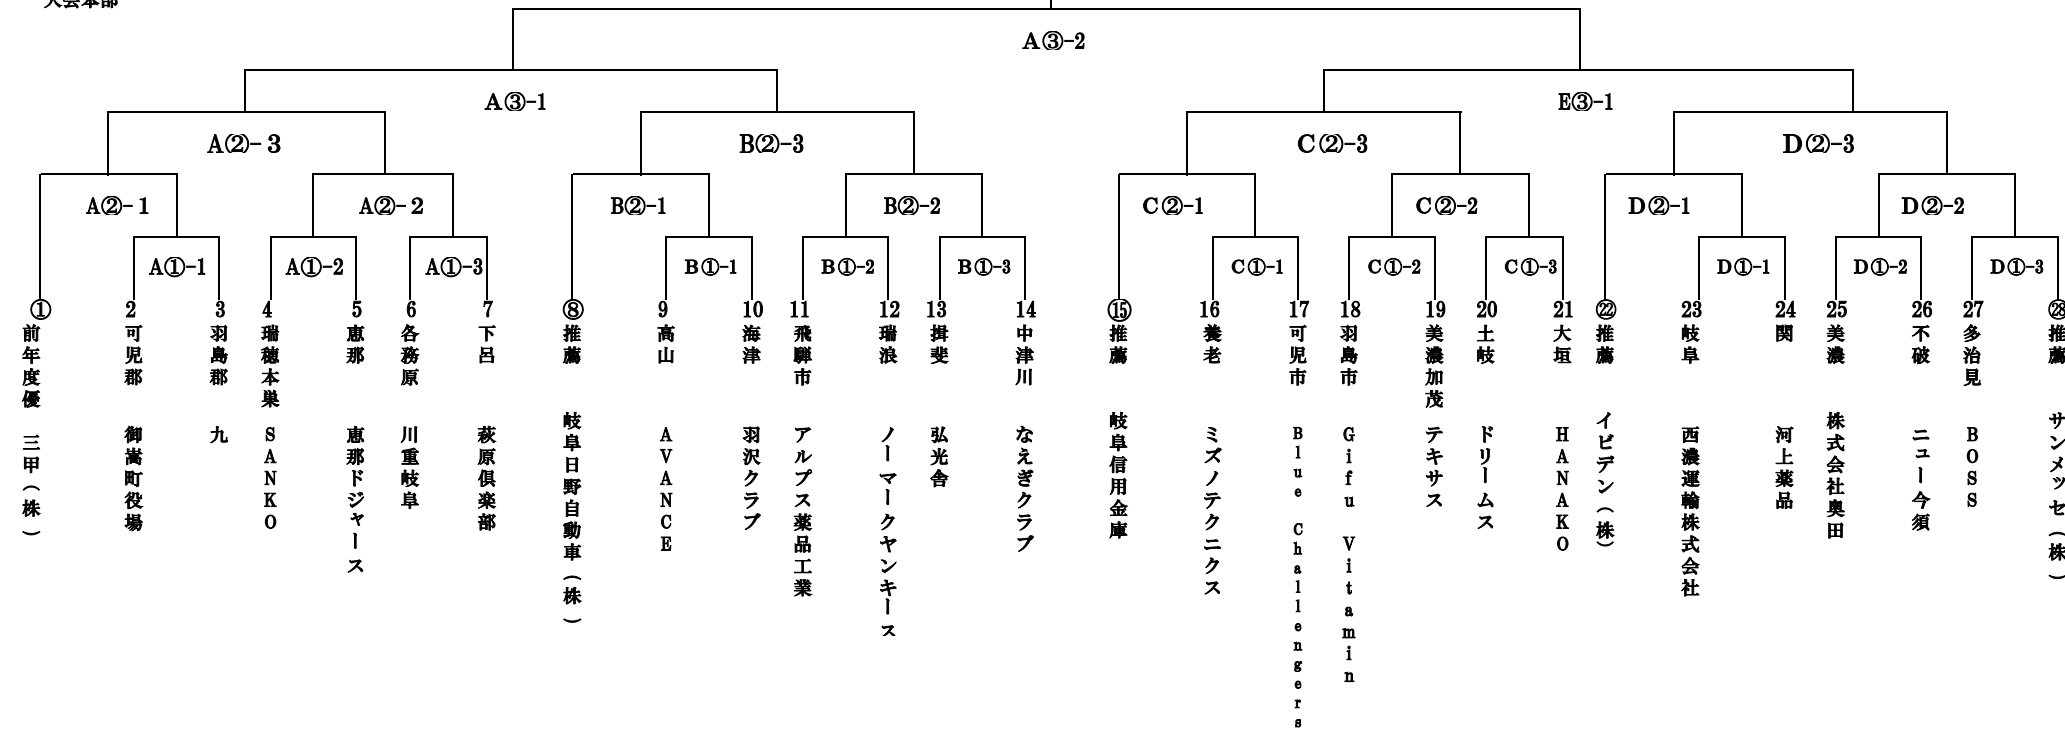 大会本部
A③-2
A③-1
E③-1
A②-3
B②-3
C②-3
D②-3
A②-1
A②-2
B②-1
B②-2
C②-1
C②-2
D②-1
D②-2
A①-1
A①-2
A①-3
B①-1
B①-2
B①-3
C①-1
C①-2
C①-3
D①-1
D①-2
D①-3
① 前年度優 三甲(株)
2 可児郡 御嵩町役場
3 羽島郡 九
4 瑞穂本巣 SANKO
5 恵那 恵那ドジャース
6 各務原 川重岐阜
7 下呂 萩原倶楽部
⑧ 推薦 岐阜日野自動車(株)
9 高山 AVANCE
10 海津 羽沢クラブ
11 飛騨市 アルプス薬品工業
12 瑞浪 ノーマークヤンキース
13 揖斐 弘光舎
14 中津川 なえぎクラブ
⑮ 推薦 岐阜信用金庫
16 養老 ミズノテクニクス
17 可児市 Blue Challengers
18 羽島市 Gifu Vitamin
19 美濃加茂 テキサス
20 土岐 ドリームス
21 大垣 HANAKO
㉒ 推薦 イビデン(株)
23 岐阜 西濃運輸株式会社
24 関 河上薬品
25 美濃 株式会社奥田
26 不破 ニュー今須
27 多治見 BOSS
㉘ 推薦 サンメッセ(株)